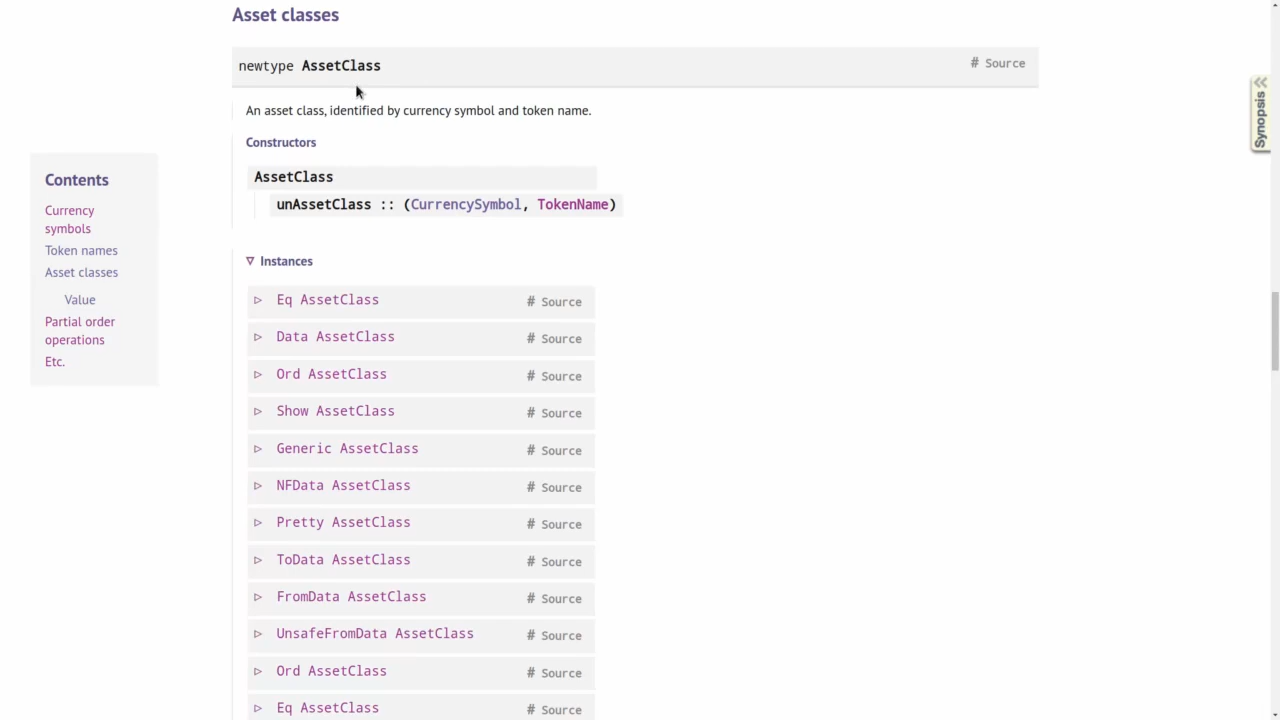 Asset classes
newtype AssetClass
# Source
An asset class, identified by currency symbol and token name.
Constructors
AssetClass
unAssetClass :: (CurrencySymbol, TokenName)
▽ Instances
▷ Eq AssetClass # Source
▷ Data AssetClass # Source
▷ Ord AssetClass # Source
▷ Show AssetClass # Source
▷ Generic AssetClass # Source
▷ NFData AssetClass # Source
▷ Pretty AssetClass # Source
▷ ToData AssetClass # Source
▷ FromData AssetClass # Source
▷ UnsafeFromData AssetClass # Source
▷ Ord AssetClass # Source
▷ Eq AssetClass # Source
Contents
Currency
symbols
Token names
Asset classes
Value
Partial order
operations
Etc.
Synopsis